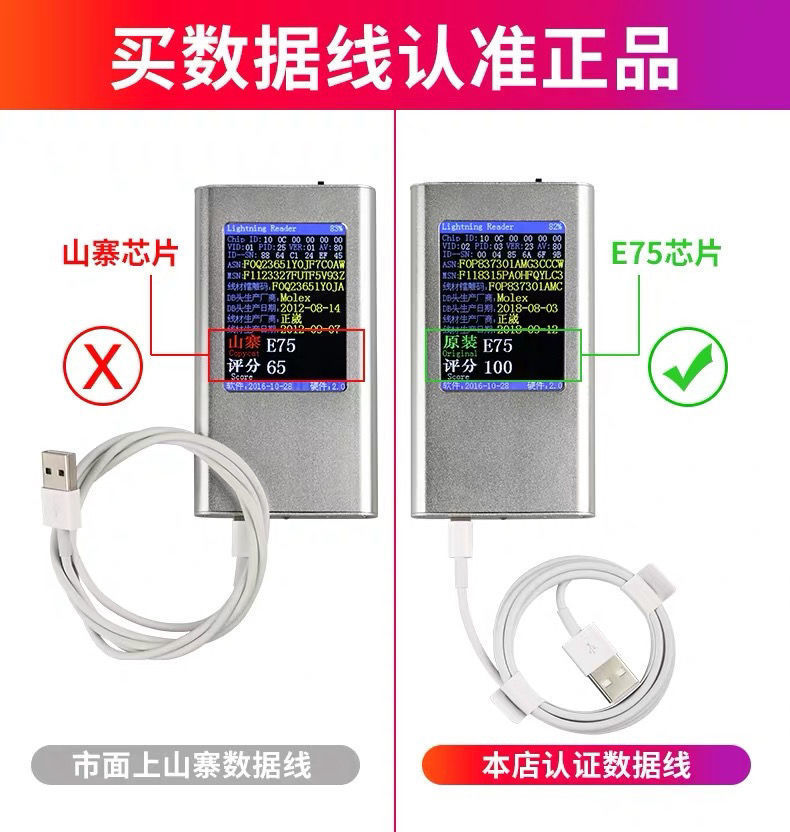 买数据线认准正品
山寨芯片
Lightning Reader 83%
Chip ID:10 0C 00 00 00 00
VID:01 PID:25 VER:01 AV:80
ID--SN: 88 64 C1 24 EF 45
ASN:F0Q23651Y0JF7C0AW
MSN:F1123327FUTF5V93Z
线材镭雕码:F0Q23651Y0JA
DB头生产厂商:Molex
DB头生产日期:2012-08-14
线材生产厂商:正崴
线材生产日期:2012-09-07
山寨 E75
Copycat
评分 65
Score
软件:2016-10-28 硬件:2.0
E75芯片
Lightning Reader 82%
Chip ID:10 0C 00 00 00 00
VID:02 PID:03 VER:23 AV:80
ID--SN: 00 04 85 6A 6F 9B
ASN:F0P837301AMG3CCCW
MSN:F118315PA0HFQYLC3
线材镭雕码:F0P837301AMC
DB头生产厂商:Molex
DB头生产日期:2018-08-03
线材生产厂商:正崴
线材生产日期:2018-09-12
原装 E75
Original
评分 100
Score
软件:2016-10-28 硬件:2.0
市面上山寨数据线
本店认证数据线